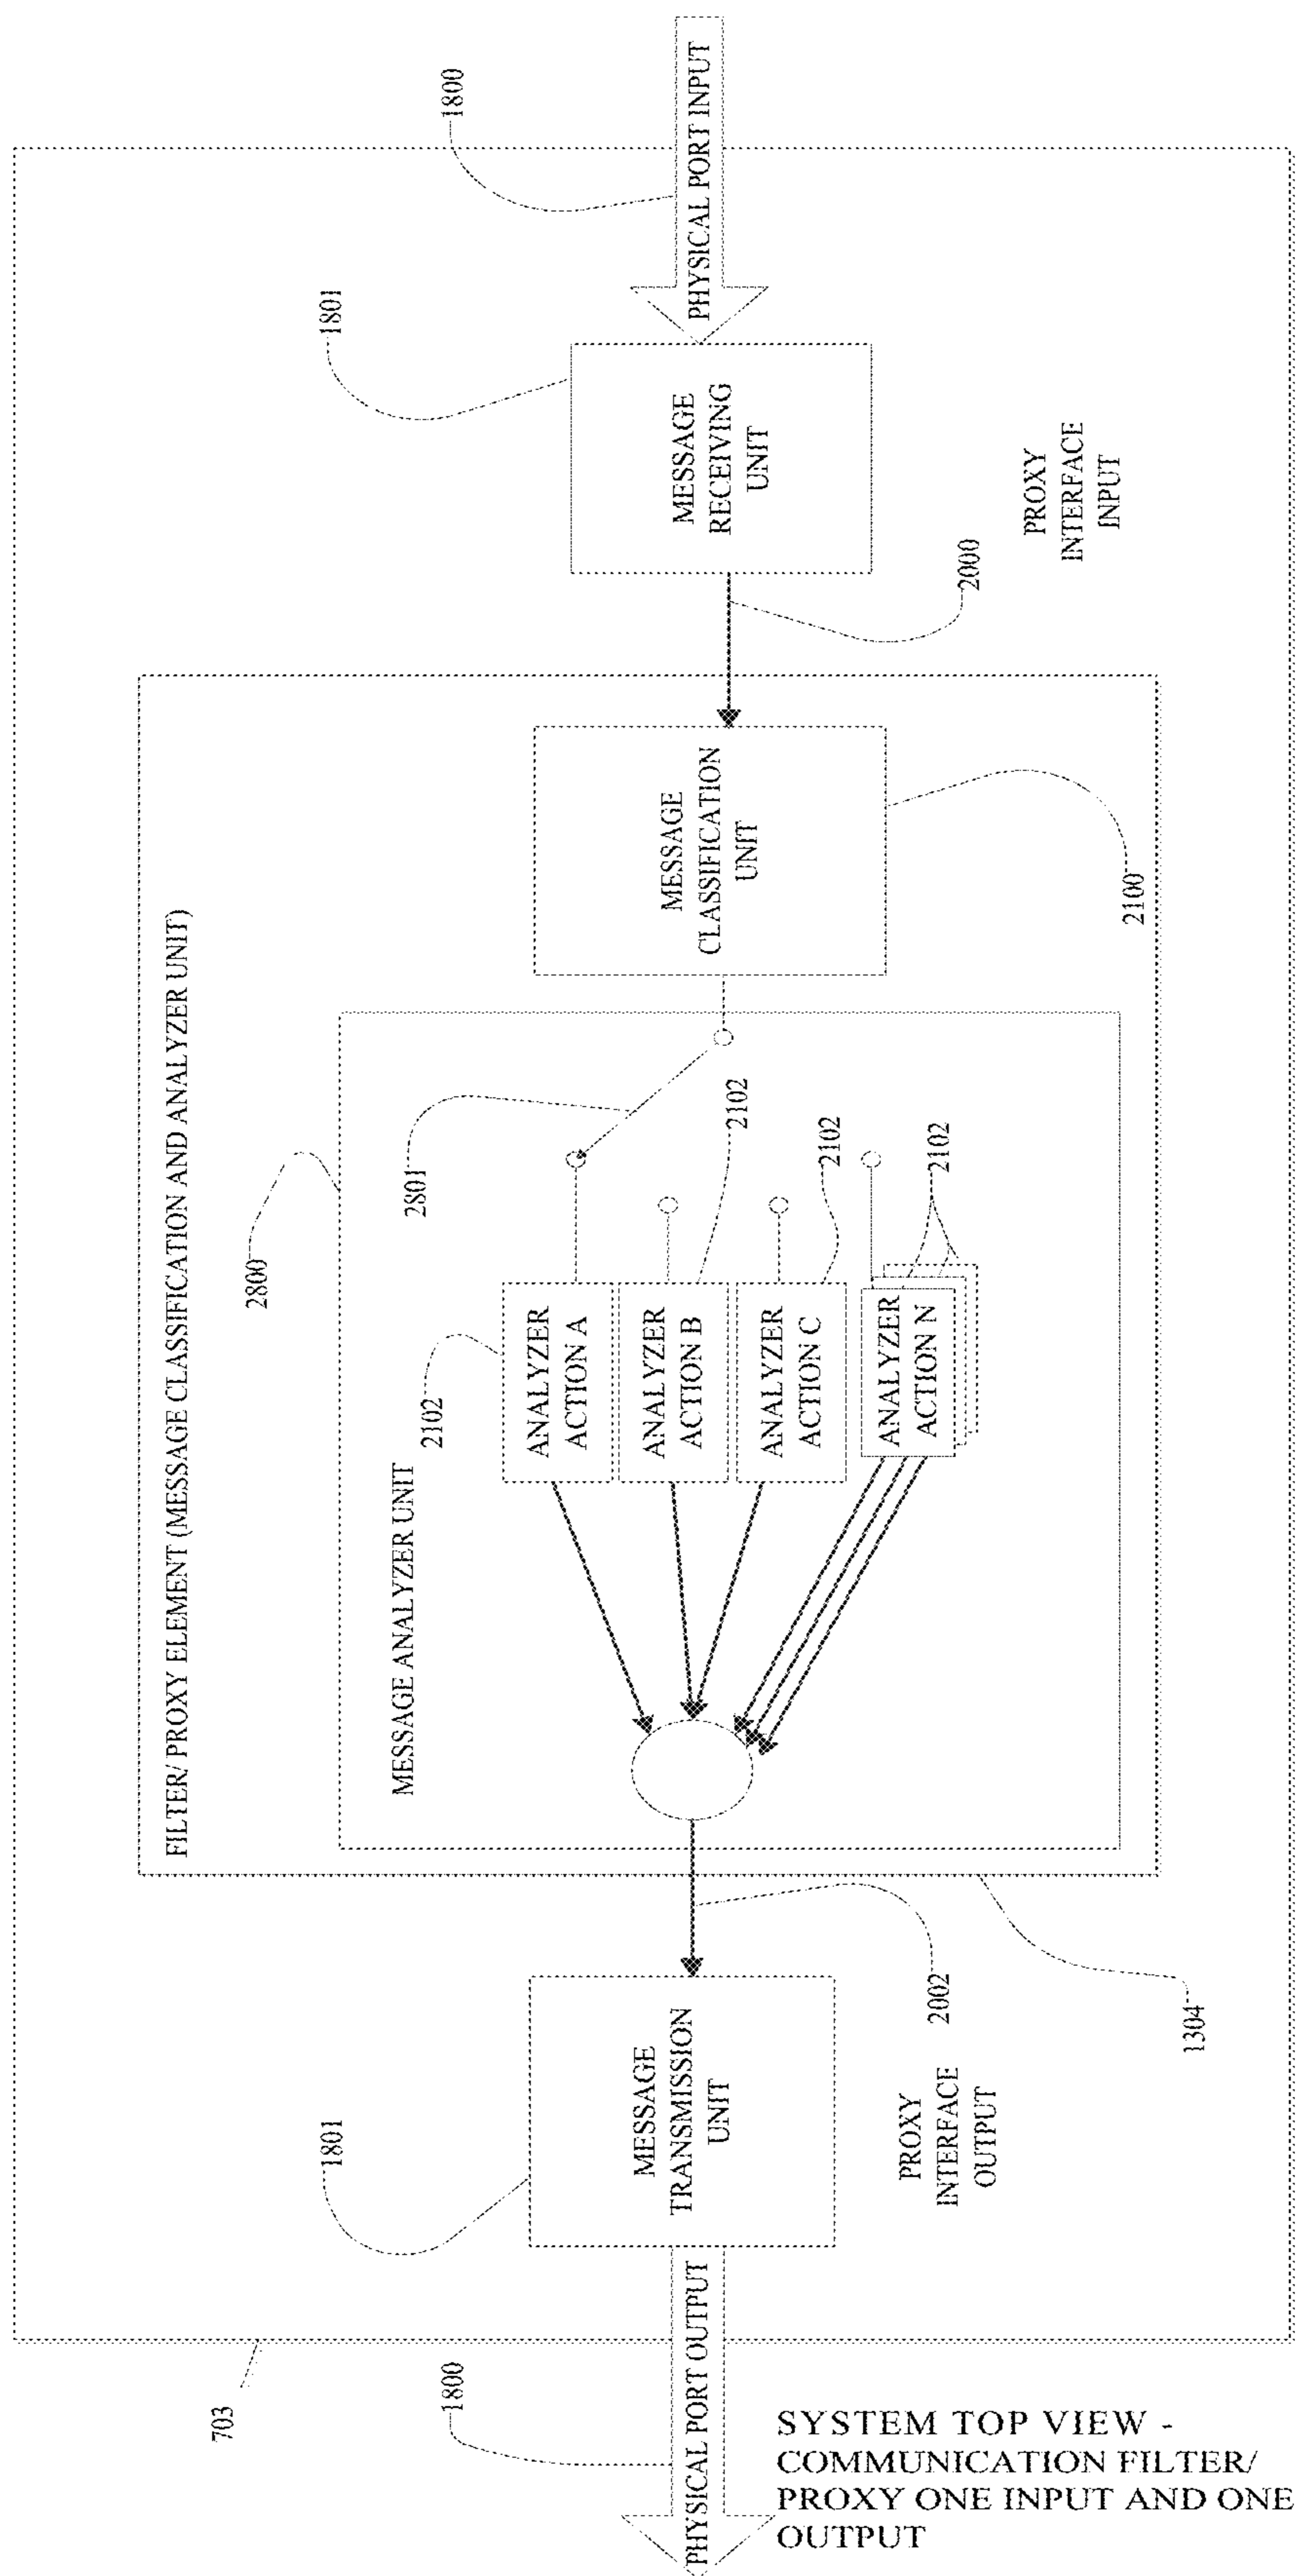 1800
PHYSICAL PORT INPUT
1801
MESSAGE
RECEIVING
UNIT
2000
PROXY
INTERFACE
INPUT
FILTER/ PROXY ELEMENT (MESSAGE CLASSIFICATION AND ANALYZER UNIT)
MESSAGE
CLASSIFICATION
UNIT
2100
2800
2801
2102
2102
2102
2102
MESSAGE ANALYZER UNIT
ANALYZER
ACTION A
ANALYZER
ACTION B
ANALYZER
ACTION C
ANALYZER
ACTION N
2002
1304
1801
MESSAGE
TRANSMISSION
UNIT
PROXY
INTERFACE
OUTPUT
703
1800
PHYSICAL PORT OUTPUT
SYSTEM TOP VIEW -
COMMUNICATION FILTER/
PROXY ONE INPUT AND ONE
OUTPUT